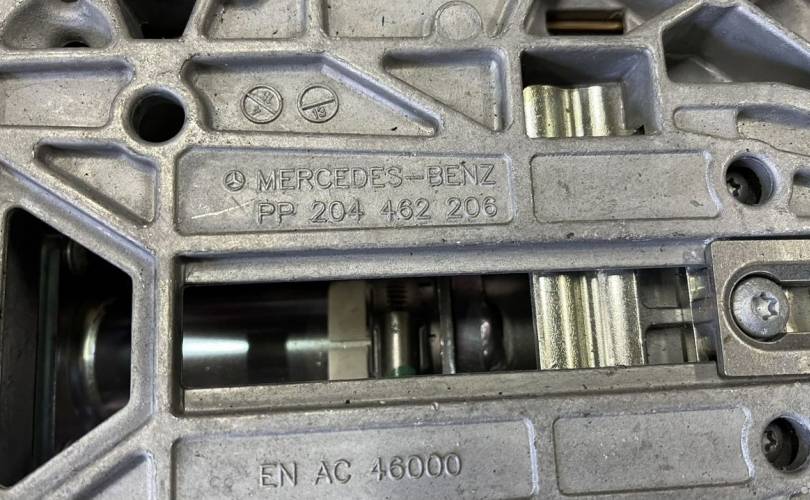 MERCEDES-BENZ
PP 204 462 206
EN AC 46000